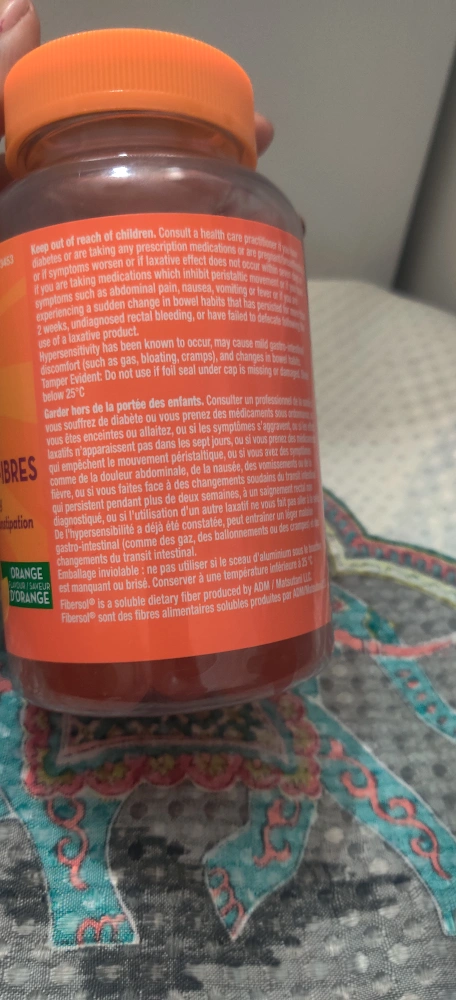 Keep out of reach of children. Consult a health care practitioner if you
diabetes or are taking any prescription medications or are pregnant
or if symptoms worsen or if laxative effect does not occur within seven
if you are taking medications which inhibit peristaltic movement
symptoms such as abdominal pain, nausea, vomiting or fever or if you are
experiencing a sudden change in bowel habits that has persisted for more than
2 weeks, undiagnosed rectal bleeding, or have failed to defecate following the
use of a laxative product.
Hypersensitivity has been known to occur, may cause mild gastro-intestinal
discomfort (such as gas, bloating, cramps), and changes in bowel habits.
Tamper Evident: Do not use if foil seal under cap is missing or damaged.
below 25°C
Garder hors de la portée des enfants. Consulter un professionnel de la
vous souffrez de diabète ou vous prenez des médicaments sous
vous êtes enceintes ou allaitez, ou si les symptômes s'aggravent, ou si les
laxatifs n'apparaissent pas dans les sept jours, ou si vous prenez des
qui empêchent le mouvement péristaltique, ou si vous avez des symptômes
comme de la douleur abdominale, de la nausée, des vomissements ou
fièvre, ou si vous faites face à des changements soudains du transit intestinal
qui persistent pendant plus de deux semaines, à un saignement rectal
diagnostiqué, ou si l'utilisation d'un autre laxatif ne vous fait pas aller à la
De l'hypersensibilité a déjà été constatée, peut entraîner un léger
gastro-intestinal (comme des gaz, des ballonnements ou des crampes)
changements du transit intestinal.
Emballage inviolable : ne pas utiliser si le sceau d'aluminium sous le
est manquant ou brisé. Conserver à une température inférieure à 25 °C
Fibersol® is a soluble dietary fiber produced by ADM / Matsutani LLC.
Fibersol® sont des fibres alimentaires solubles produites par ADM/Matsutani
IBRES
ORANGE
FLAVOUR / SAVEUR
D'ORANGE